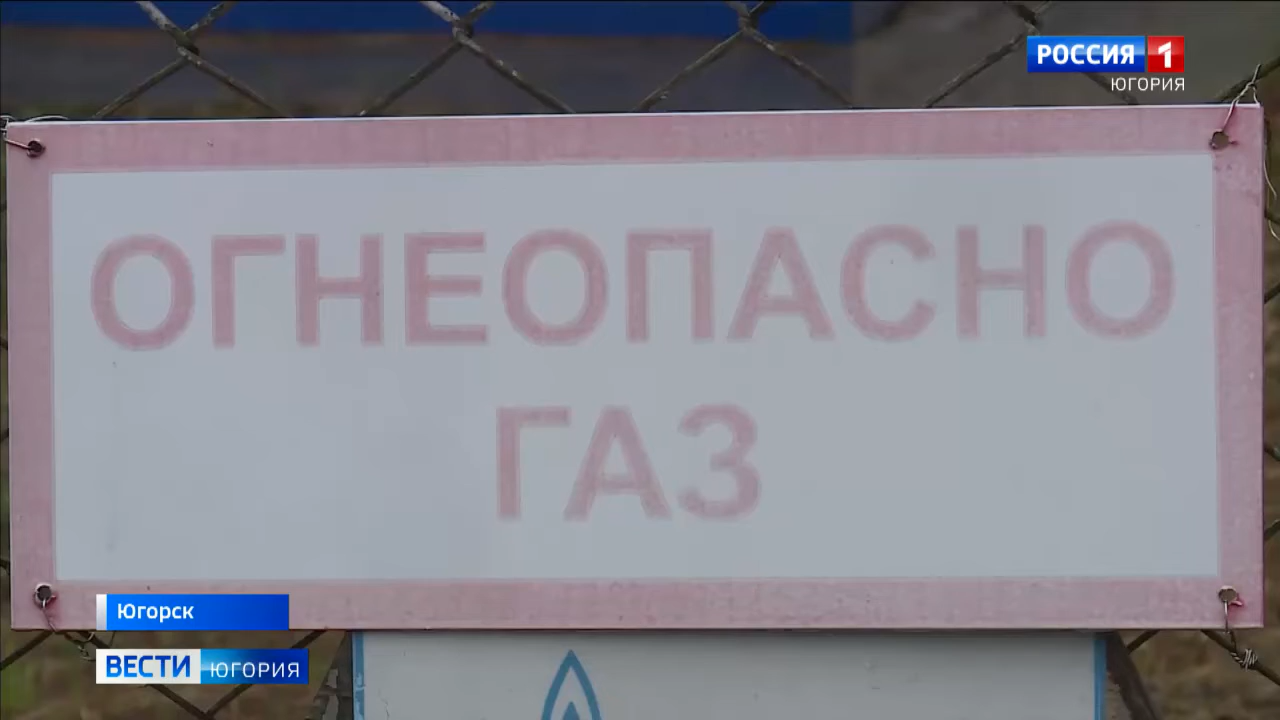 РОССИЯ 1
ЮГОРИЯ
ОГНЕОПАСНО
ГАЗ
Югорск
ВЕСТИ ЮГОРИЯ